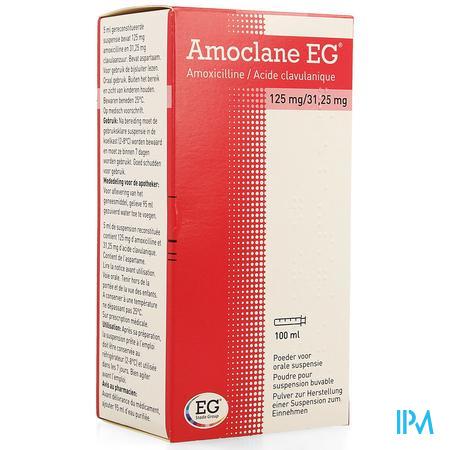 5 ml gereconstitueerde
suspensie bevat 125 mg
amoxicilline en 31,25 mg
clavulaanzuur. Bevat aspartaam.
Voor gebruik de bijsluiter lezen.
Oraal gebruik. Buiten het bereik
en zicht van kinderen houden.
Bewaren beneden 25°C.
Op medisch voorschrift.
Gebruik: Na bereiding moet de
gebruiksklare suspensie in de
koelkast (2-8°C) worden bewaard
en moet ze binnen 7 dagen
worden gebruikt. Goed schudden
voor gebruik.
Mededeling voor de apotheker:
Voor aflevering van het
geneesmiddel, gelieve 95 ml
gezuiverd water toe te voegen.
5 ml de suspension reconstituée
contient 125 mg d'amoxicilline et
31,25 mg d'acide clavulanique.
Contient de l'aspartame.
Lire la notice avant utilisation.
Voie orale. Tenir hors de la
portée et de la vue des enfants.
A conserver à une température
ne dépassant pas 25°C.
Sur prescription médicale.
Utilisation: Après sa préparation,
la suspension prête à l'emploi
doit être conservée au
réfrigérateur (2-8°C) et utilisée
dans les 7 jours. Bien agiter
avant l'emploi.
Avis au pharmacien:
Avant délivrance du médicament,
ajouter 95 ml d'eau purifiée.
Amoclane EG®
Amoxicilline / Acide clavulanique
125 mg/31,25 mg
100 ml
Poeder voor
orale suspensie
Poudre pour
suspension buvable
Pulver zur Herstellung
einer Suspension zum
Einnehmen
EG®
Stada Group
IPM